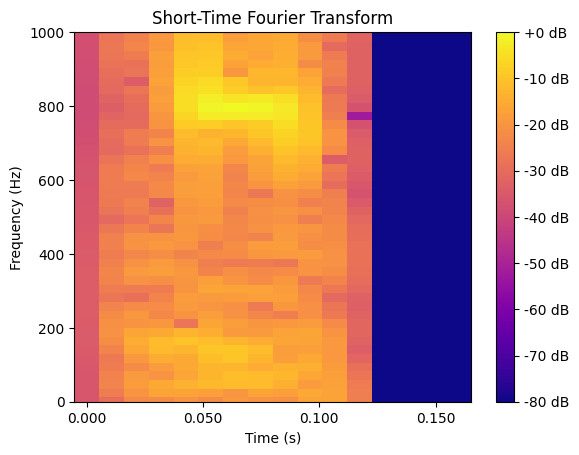 Short-Time Fourier Transform
Frequency (Hz)
1000
800
600
400
200
0
0.000 0.050 0.100 0.150
Time (s)
+0 dB
-10 dB
-20 dB
-30 dB
-40 dB
-50 dB
-60 dB
-70 dB
-80 dB